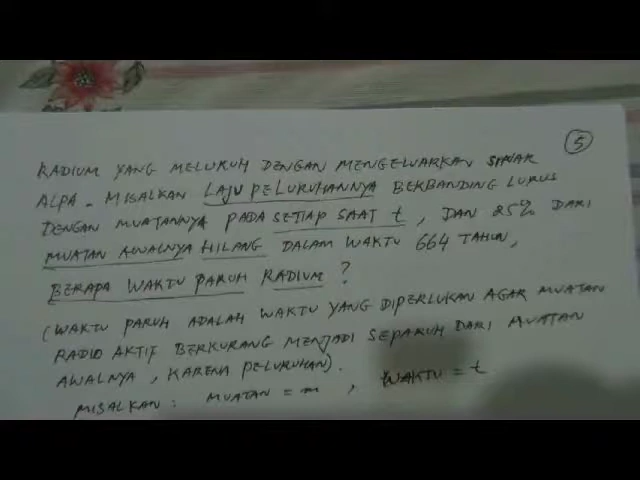 5
RADIUM YANG MELURUH DENGAN MENGELUARKAN SINAR
ALPA. MISALKAN LAJU PELURUHANNYA BERBANDING LURUS
DENGAN MUATANNYA PADA SETIAP SAAT t, DAN 25% DARI
MUATAN AWALNYA HILANG DALAM WAKTU 664 TAHUN,
BERAPA WAKTU PARUH RADIUM ?
(WAKTU PARUH ADALAH WAKTU YANG DIPERLUKAN AGAR MUATAN
RADIO AKTIF BERKURANG MENJADI SEPARUH DARI MUATAN
AWALNYA, KARENA PELURUHAN).
MISALKAN: MUATAN = m , WAKTU = t